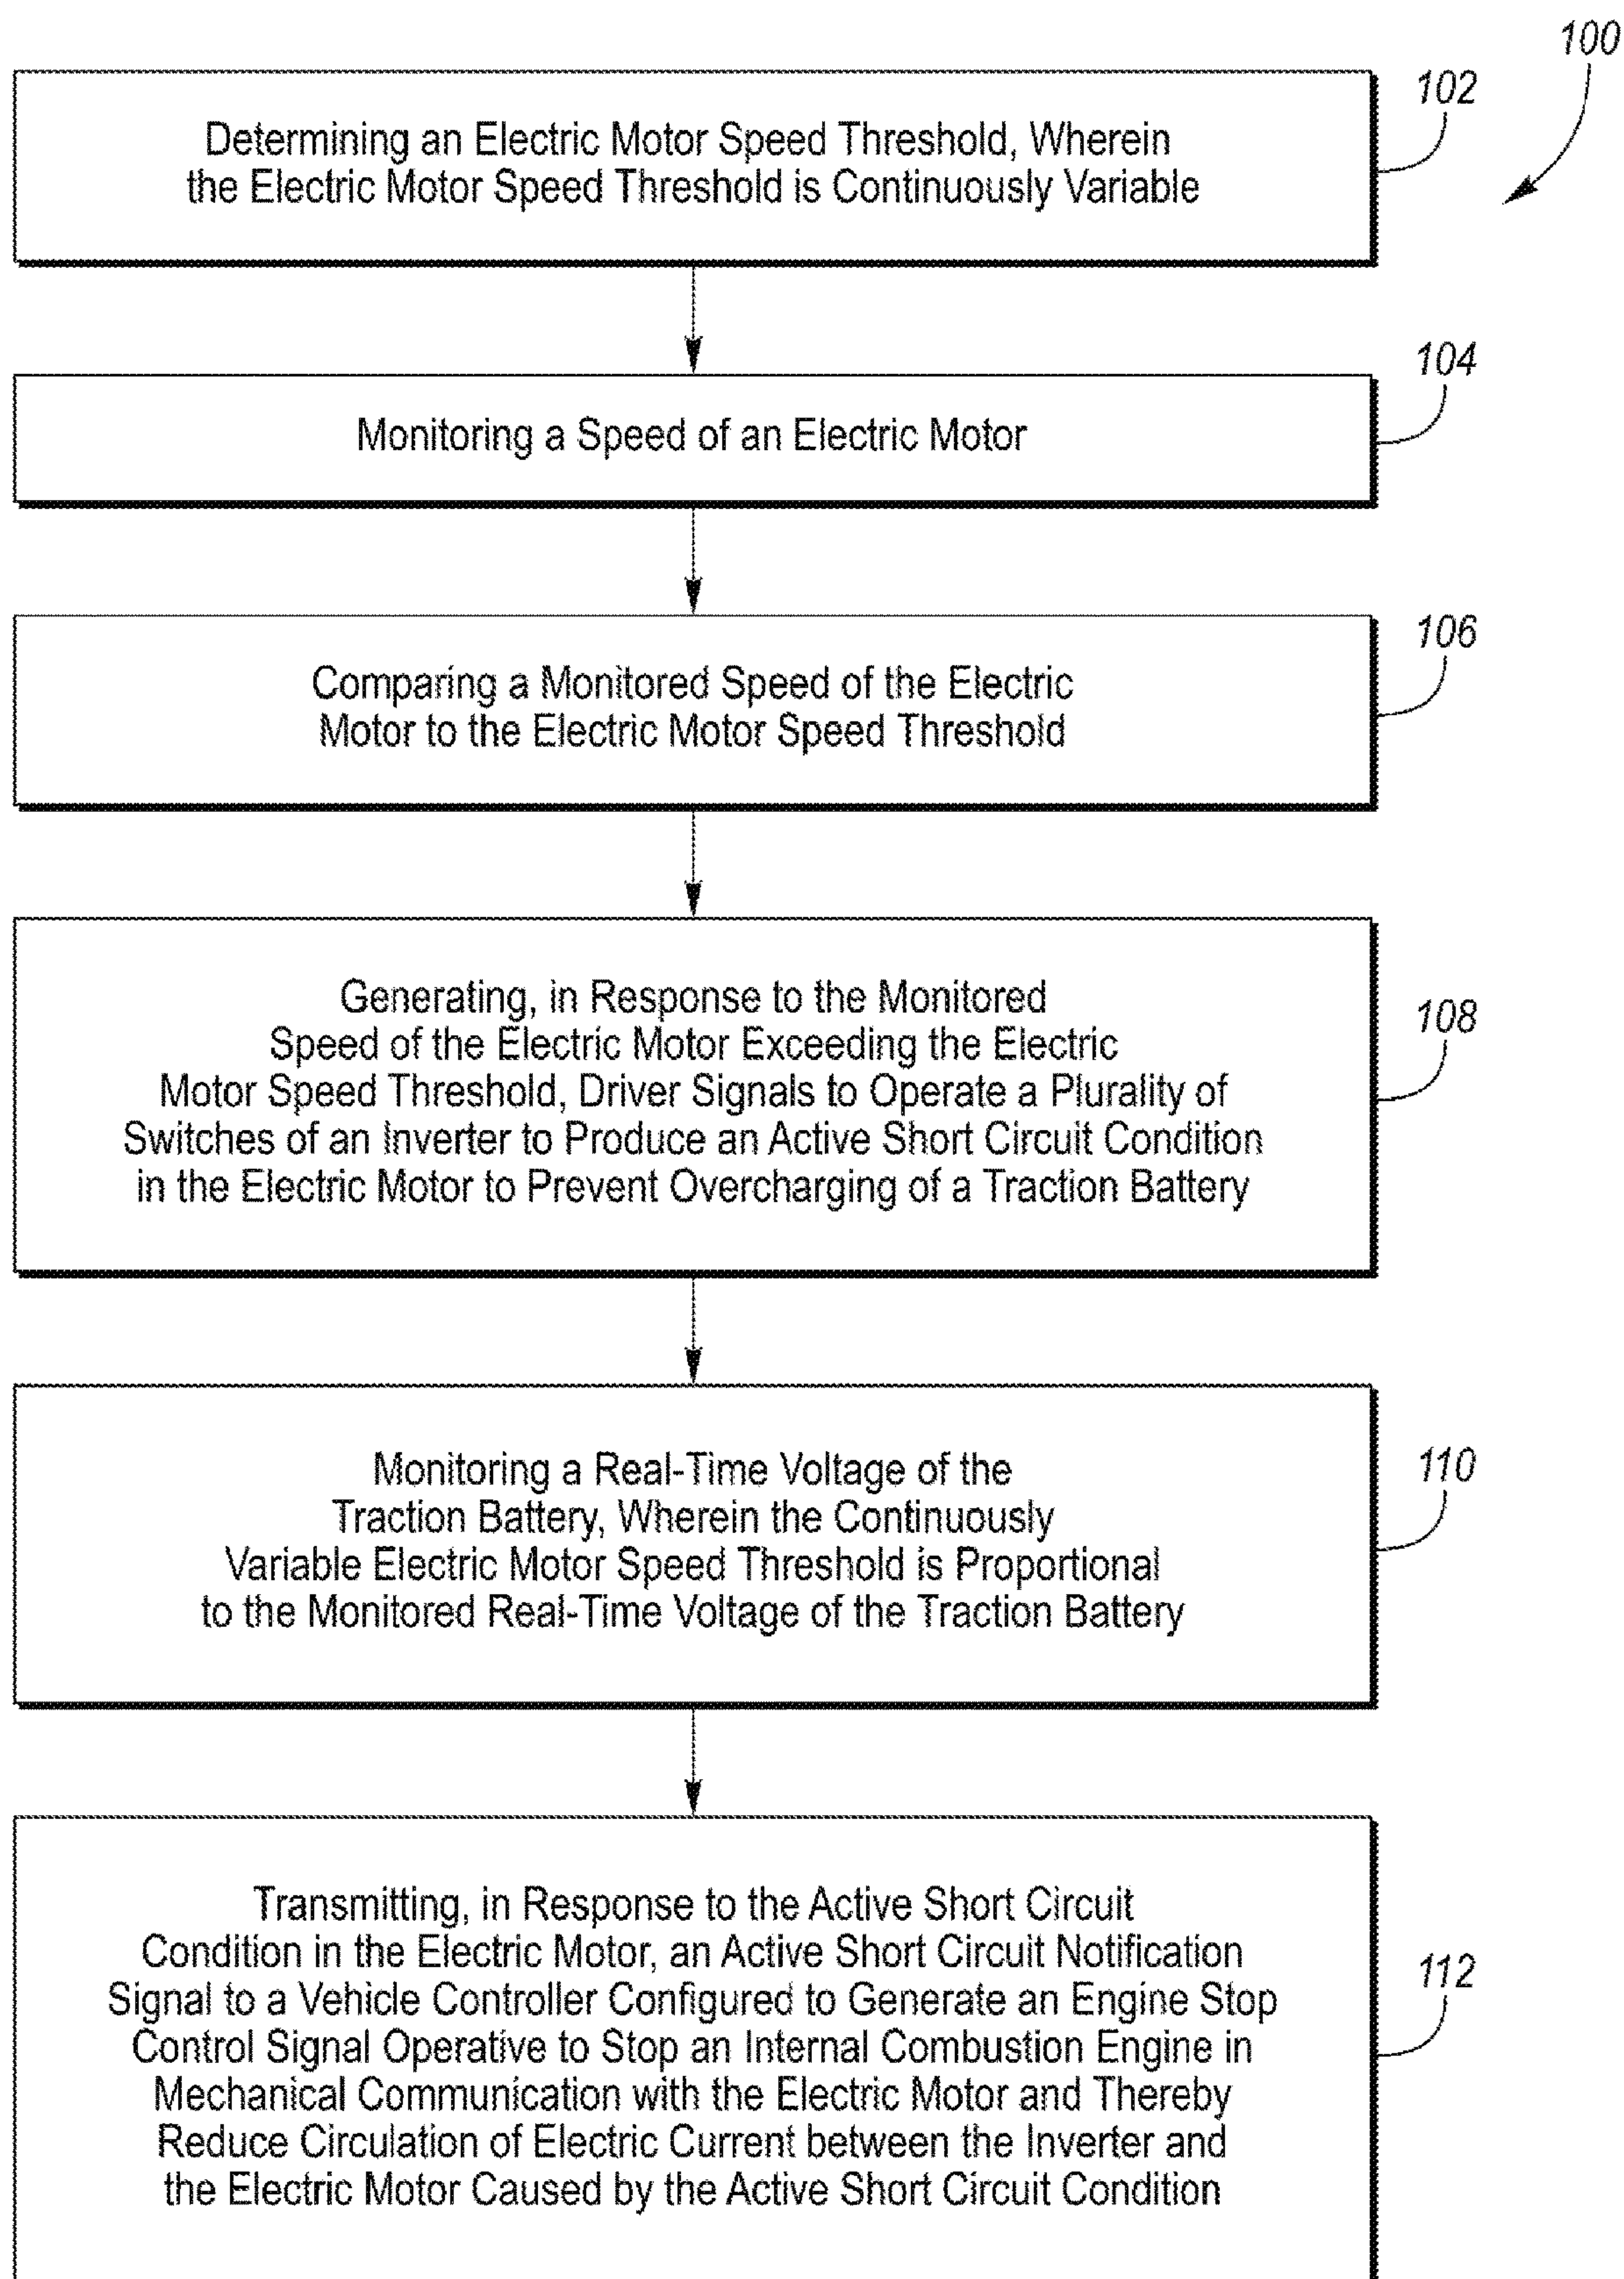 100
102
Determining an Electric Motor Speed Threshold, Wherein
the Electric Motor Speed Threshold is Continuously Variable
104
Monitoring a Speed of an Electric Motor
106
Comparing a Monitored Speed of the Electric
Motor to the Electric Motor Speed Threshold
108
Generating, in Response to the Monitored
Speed of the Electric Motor Exceeding the Electric
Motor Speed Threshold, Driver Signals to Operate a Plurality of
Switches of an Inverter to Produce an Active Short Circuit Condition
in the Electric Motor to Prevent Overcharging of a Traction Battery
110
Monitoring a Real-Time Voltage of the
Traction Battery, Wherein the Continuously
Variable Electric Motor Speed Threshold is Proportional
to the Monitored Real-Time Voltage of the Traction Battery
112
Transmitting, in Response to the Active Short Circuit
Condition in the Electric Motor, an Active Short Circuit Notification
Signal to a Vehicle Controller Configured to Generate an Engine Stop
Control Signal Operative to Stop an Internal Combustion Engine in
Mechanical Communication with the Electric Motor and Thereby
Reduce Circulation of Electric Current between the Inverter and
the Electric Motor Caused by the Active Short Circuit Condition